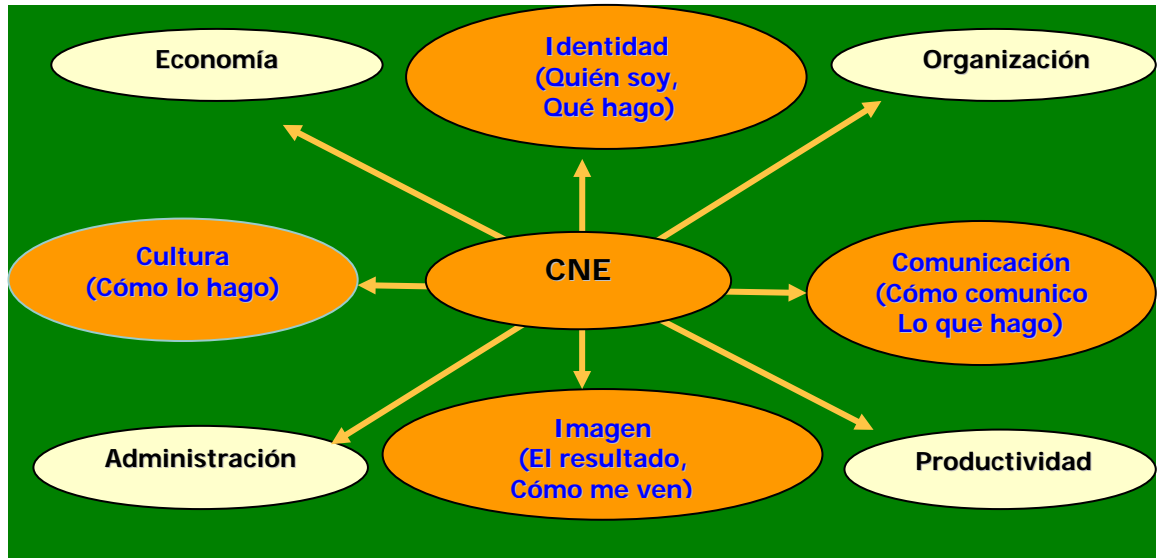 Economía
Identidad
(Quién soy,
Qué hago)
Organización
Cultura
(Cómo lo hago)
CNE
Comunicación
(Cómo comunico
Lo que hago)
Administración
Imagen
(El resultado,
Cómo me ven)
Productividad